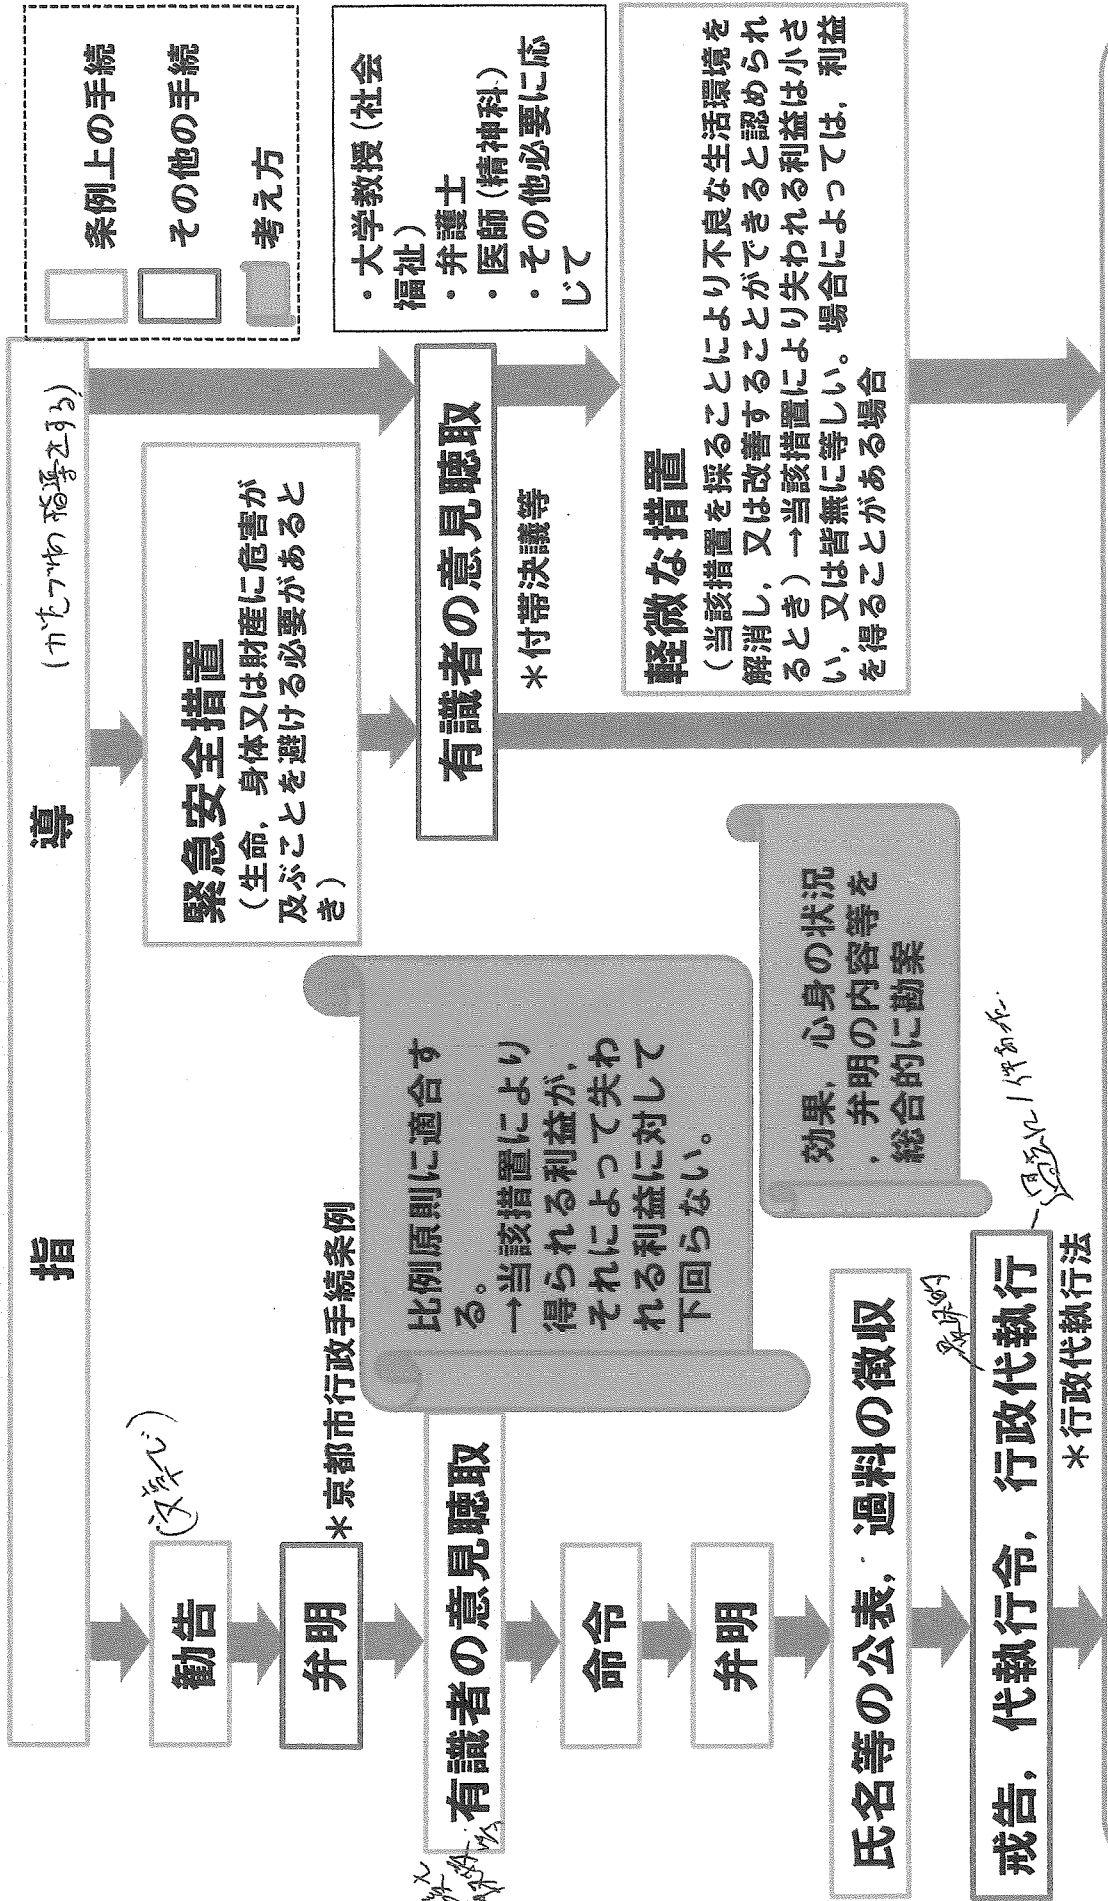 指 導
(かたづけの指導をする)
条例上の手続
その他の手続
考え方
勧告
(文章で)
弁明
＊京都市行政手続条例
有識者の意見聴取
命令
弁明
氏名等の公表，過料の徴収
戒告，代執行令，行政代執行
＊行政代執行法
比例原則に適合す
る。
→当該措置により
得られる利益が，
それによって失わ
れる利益に対して
下回らない。
効果，心身の状況
，弁明の内容等を
総合的に勘案
緊急安全措置
（生命，身体又は財産に危害が
及ぶことを避ける必要があると
き）
有識者の意見聴取
＊付帯決議等
・大学教授（社会
福祉）
・弁護士
・医師（精神科）
・その他必要に応
じて
軽微な措置
（当該措置を採ることにより不良な生活環境を
解消し，又は改善することができると認められ
るとき）→当該措置により失われる利益は小さ
い，又は皆無に等しい。場合によっては，利益
を得ることがある場合